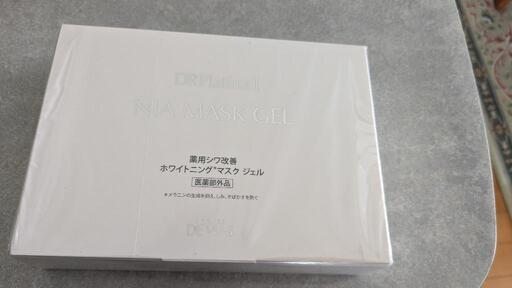 DRPlatinum
NIA MASK GEL
薬用シワ改善
ホワイトニング*マスク ジェル
医薬部外品
*メラニンの生成を抑え、しみ、そばかすを防ぐ